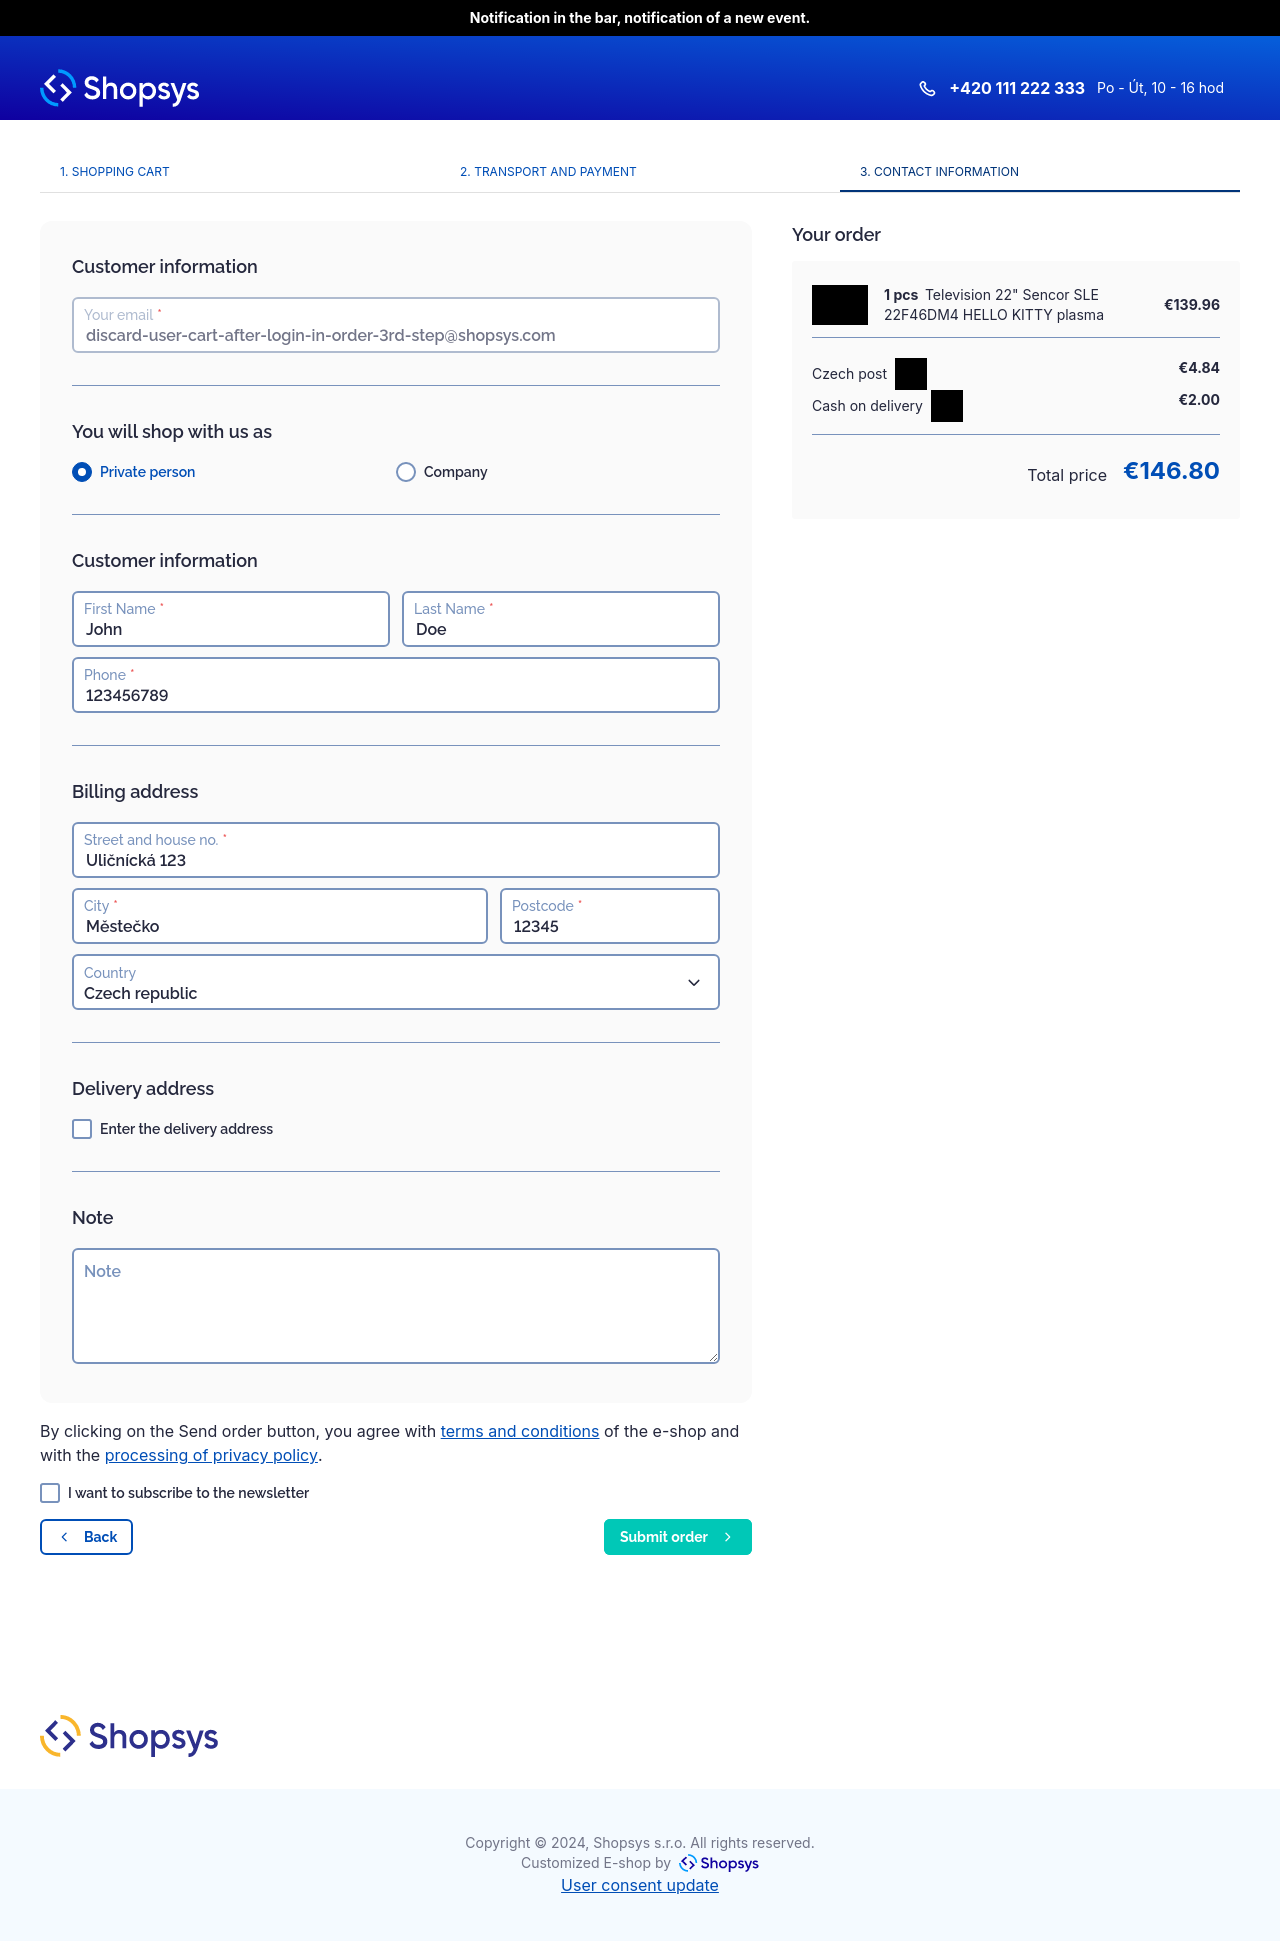 Notification in the bar, notification of a new event.
Shopsys
+420 111 222 333 Po - Út, 10 - 16 hod
1. SHOPPING CART
2. TRANSPORT AND PAYMENT
3. CONTACT INFORMATION
Customer information
Your email *
discard-user-cart-after-login-in-order-3rd-step@shopsys.com
You will shop with us as
Private person
Company
Customer information
First Name *
John
Last Name *
Doe
Phone *
123456789
Billing address
Street and house no. *
Uličnícká 123
City *
Městečko
Postcode *
12345
Country
Czech republic
Delivery address
Enter the delivery address
Note
Note
By clicking on the Send order button, you agree with terms and conditions of the e-shop and
with the processing of privacy policy.
I want to subscribe to the newsletter
Back
Submit order
Your order
1 pcs Television 22" Sencor SLE
22F46DM4 HELLO KITTY plasma
€139.96
Czech post
€4.84
Cash on delivery
€2.00
Total price €146.80
Shopsys
Copyright © 2024, Shopsys s.r.o. All rights reserved.
Customized E-shop by Shopsys
User consent update